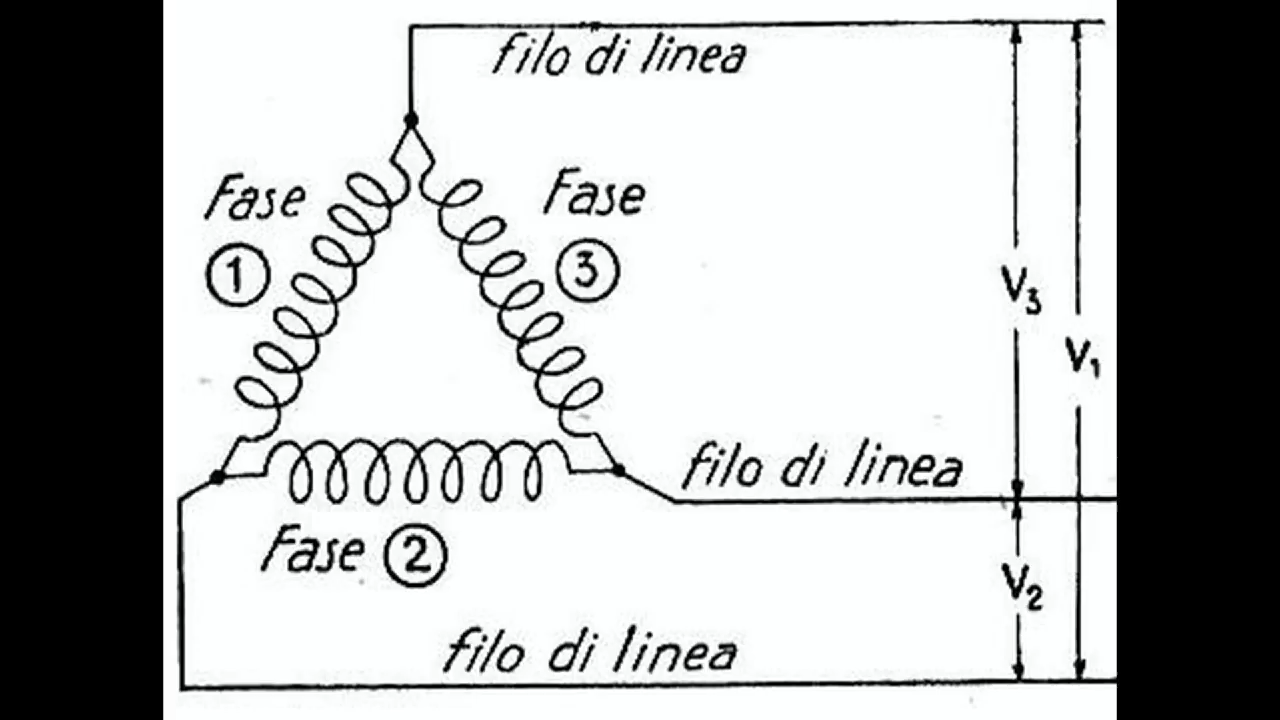 filo di linea
Fase
1
Fase
3
V3
V1
filo di linea
V2
Fase 2
filo di linea